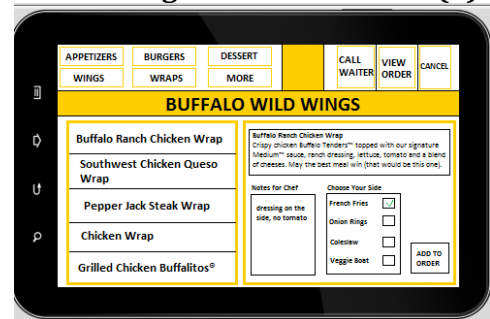 APPETIZERS
BURGERS
DESSERT
WINGS
WRAPS
MORE
CALL
WAITER
VIEW
ORDER
CANCEL
BUFFALO WILD WINGS
Buffalo Ranch Chicken Wrap
Southwest Chicken Queso
Wrap
Pepper Jack Steak Wrap
Chicken Wrap
Grilled Chicken Buffalitos®
Buffalo Ranch Chicken Wrap
Crispy chicken Buffalo Tenders™ topped with our signature
Medium™ sauce, ranch dressing, lettuce, tomato and a blend
of cheeses. May the best meal win (that would be this one).
Notes for Chef
dressing on the
side, no tomato
Choose Your Side
French Fries
Onion Rings
Coleslaw
Veggie Boat
ADD TO
ORDER